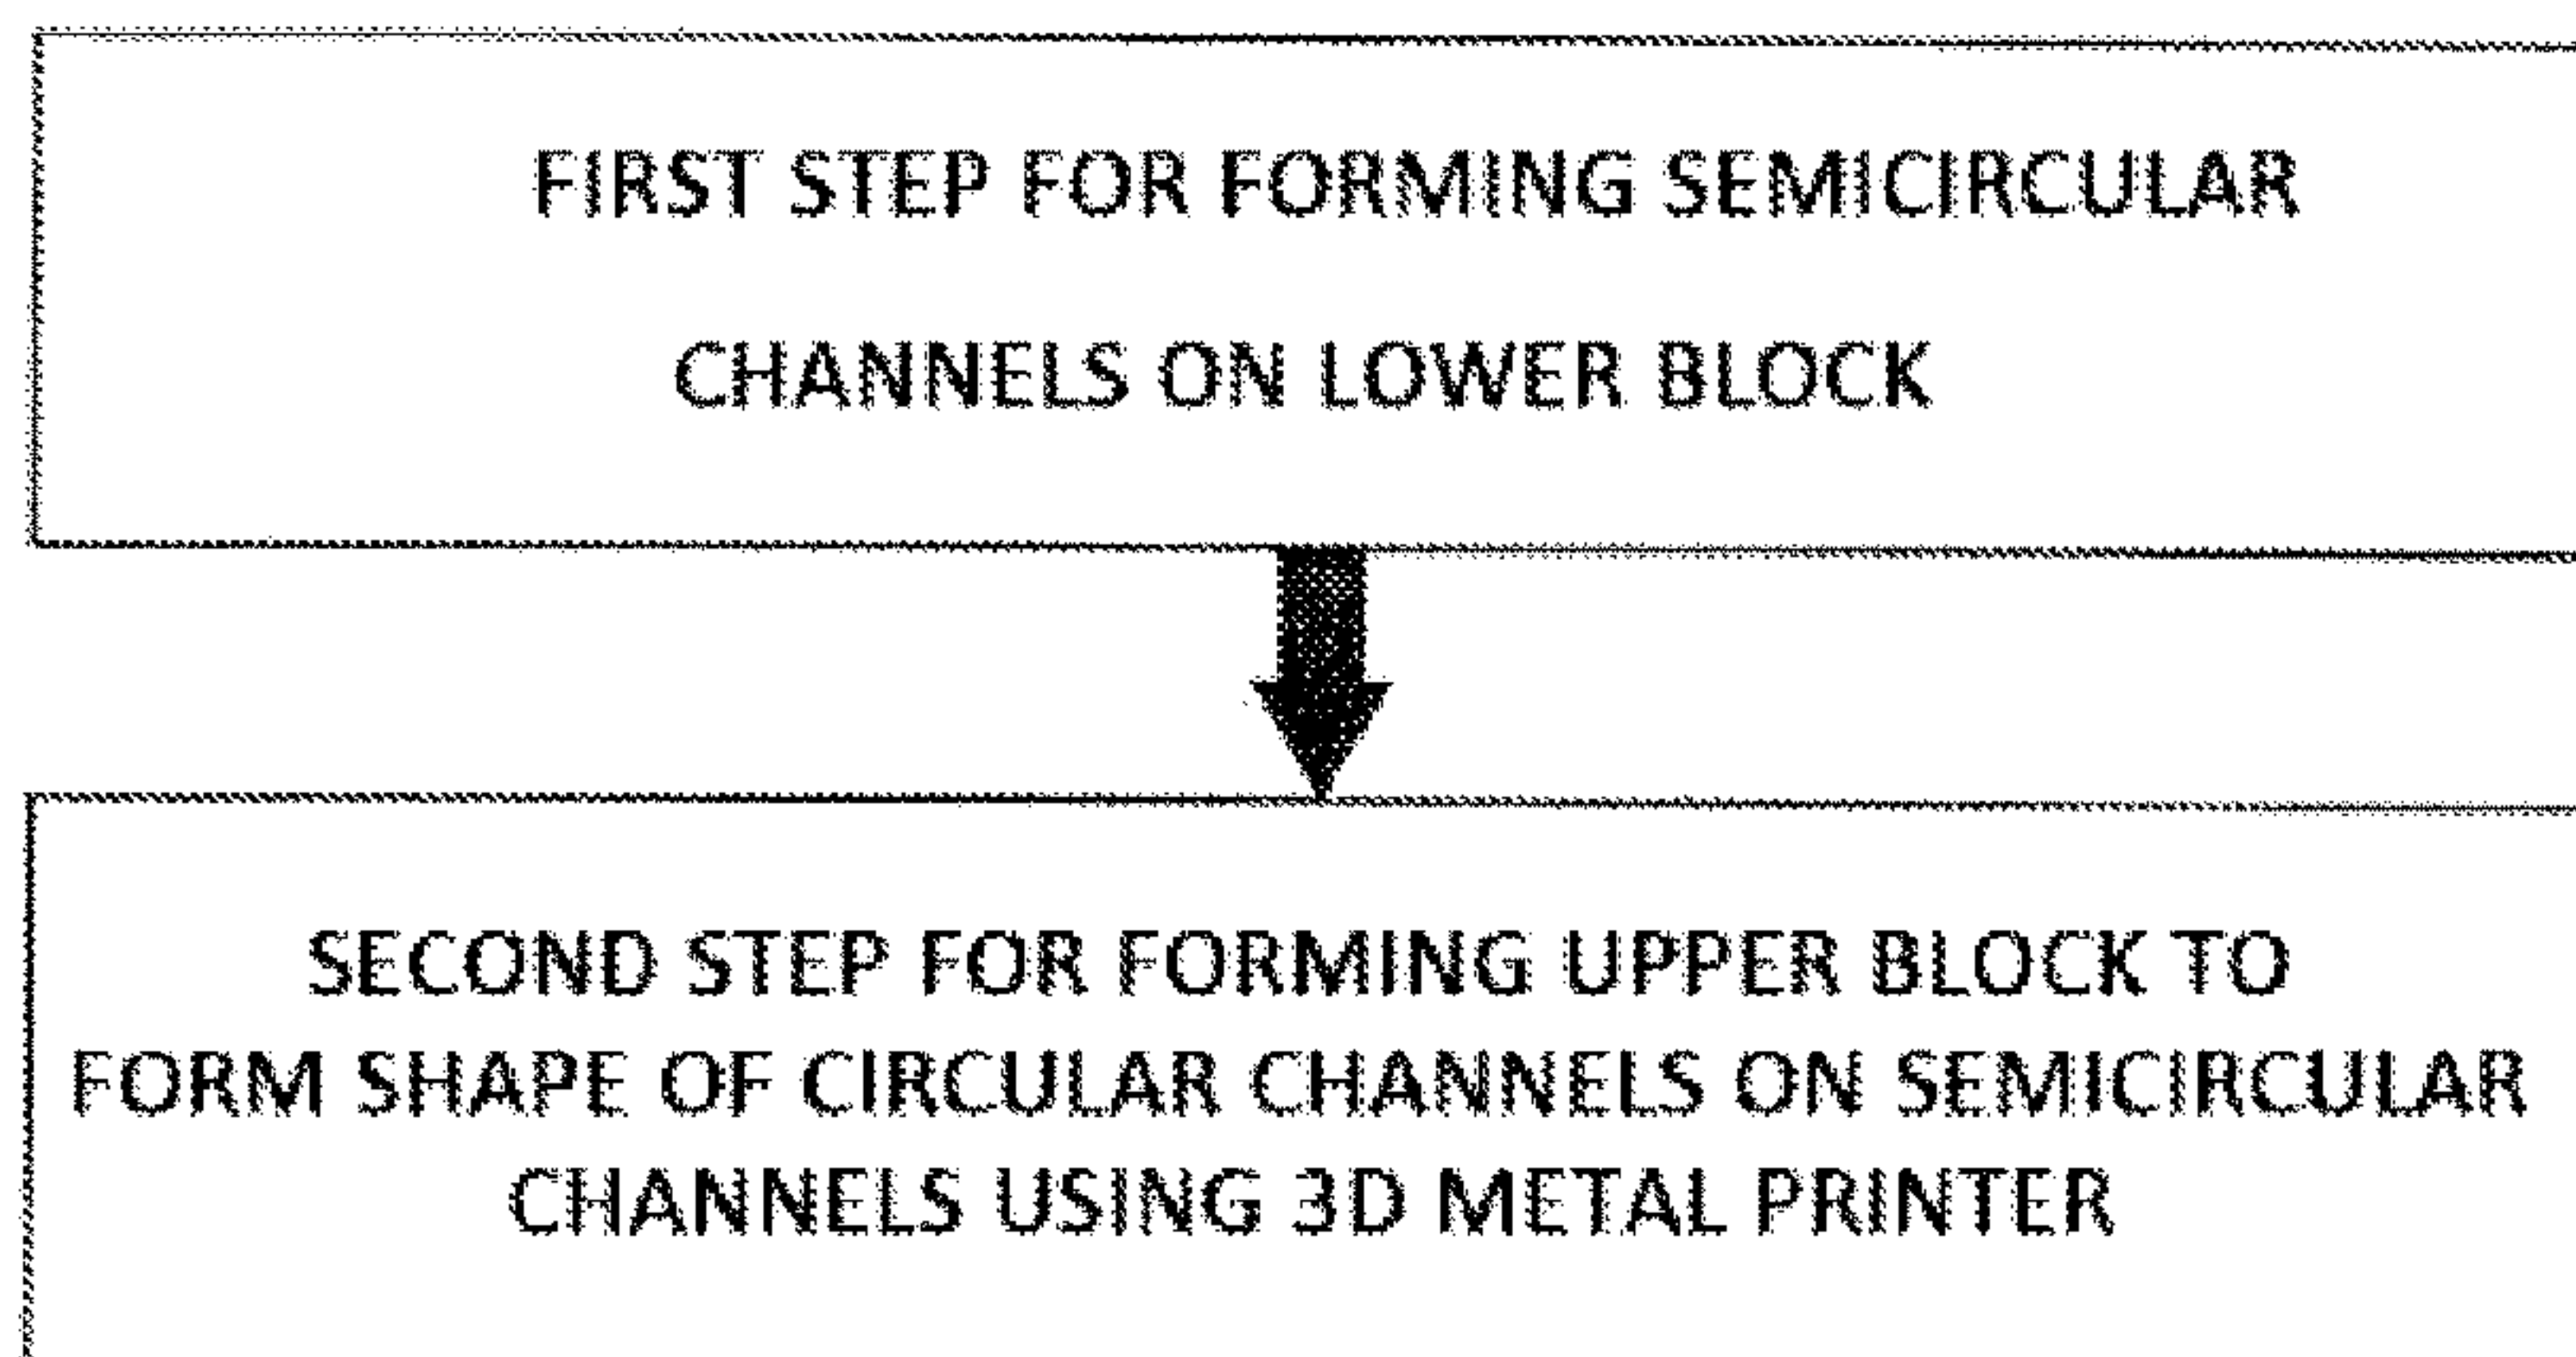 FIRST STEP FOR FORMING SEMICIRCULAR
CHANNELS ON LOWER BLOCK
SECOND STEP FOR FORMING UPPER BLOCK TO
FORM SHAPE OF CIRCULAR CHANNELS ON SEMICIRCULAR
CHANNELS USING 3D METAL PRINTER